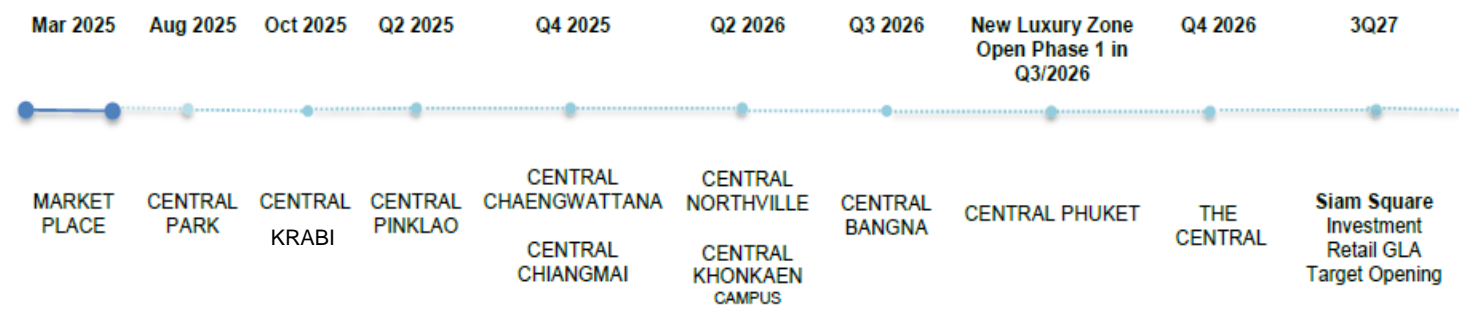 Mar 2025
Aug 2025
Oct 2025
Q2 2025
Q4 2025
Q2 2026
Q3 2026
New Luxury Zone
Open Phase 1 in
Q3/2026
Q4 2026
3Q27
MARKET
PLACE
CENTRAL
PARK
CENTRAL
KRABI
CENTRAL
PINKLAO
CENTRAL
CHAENGWATTANA
CENTRAL
CHIANGMAI
CENTRAL
NORTHVILLE
CENTRAL
KHONKAEN
CAMPUS
CENTRAL
BANGNA
CENTRAL PHUKET
THE
CENTRAL
Siam Square
Investment
Retail GLA
Target Opening